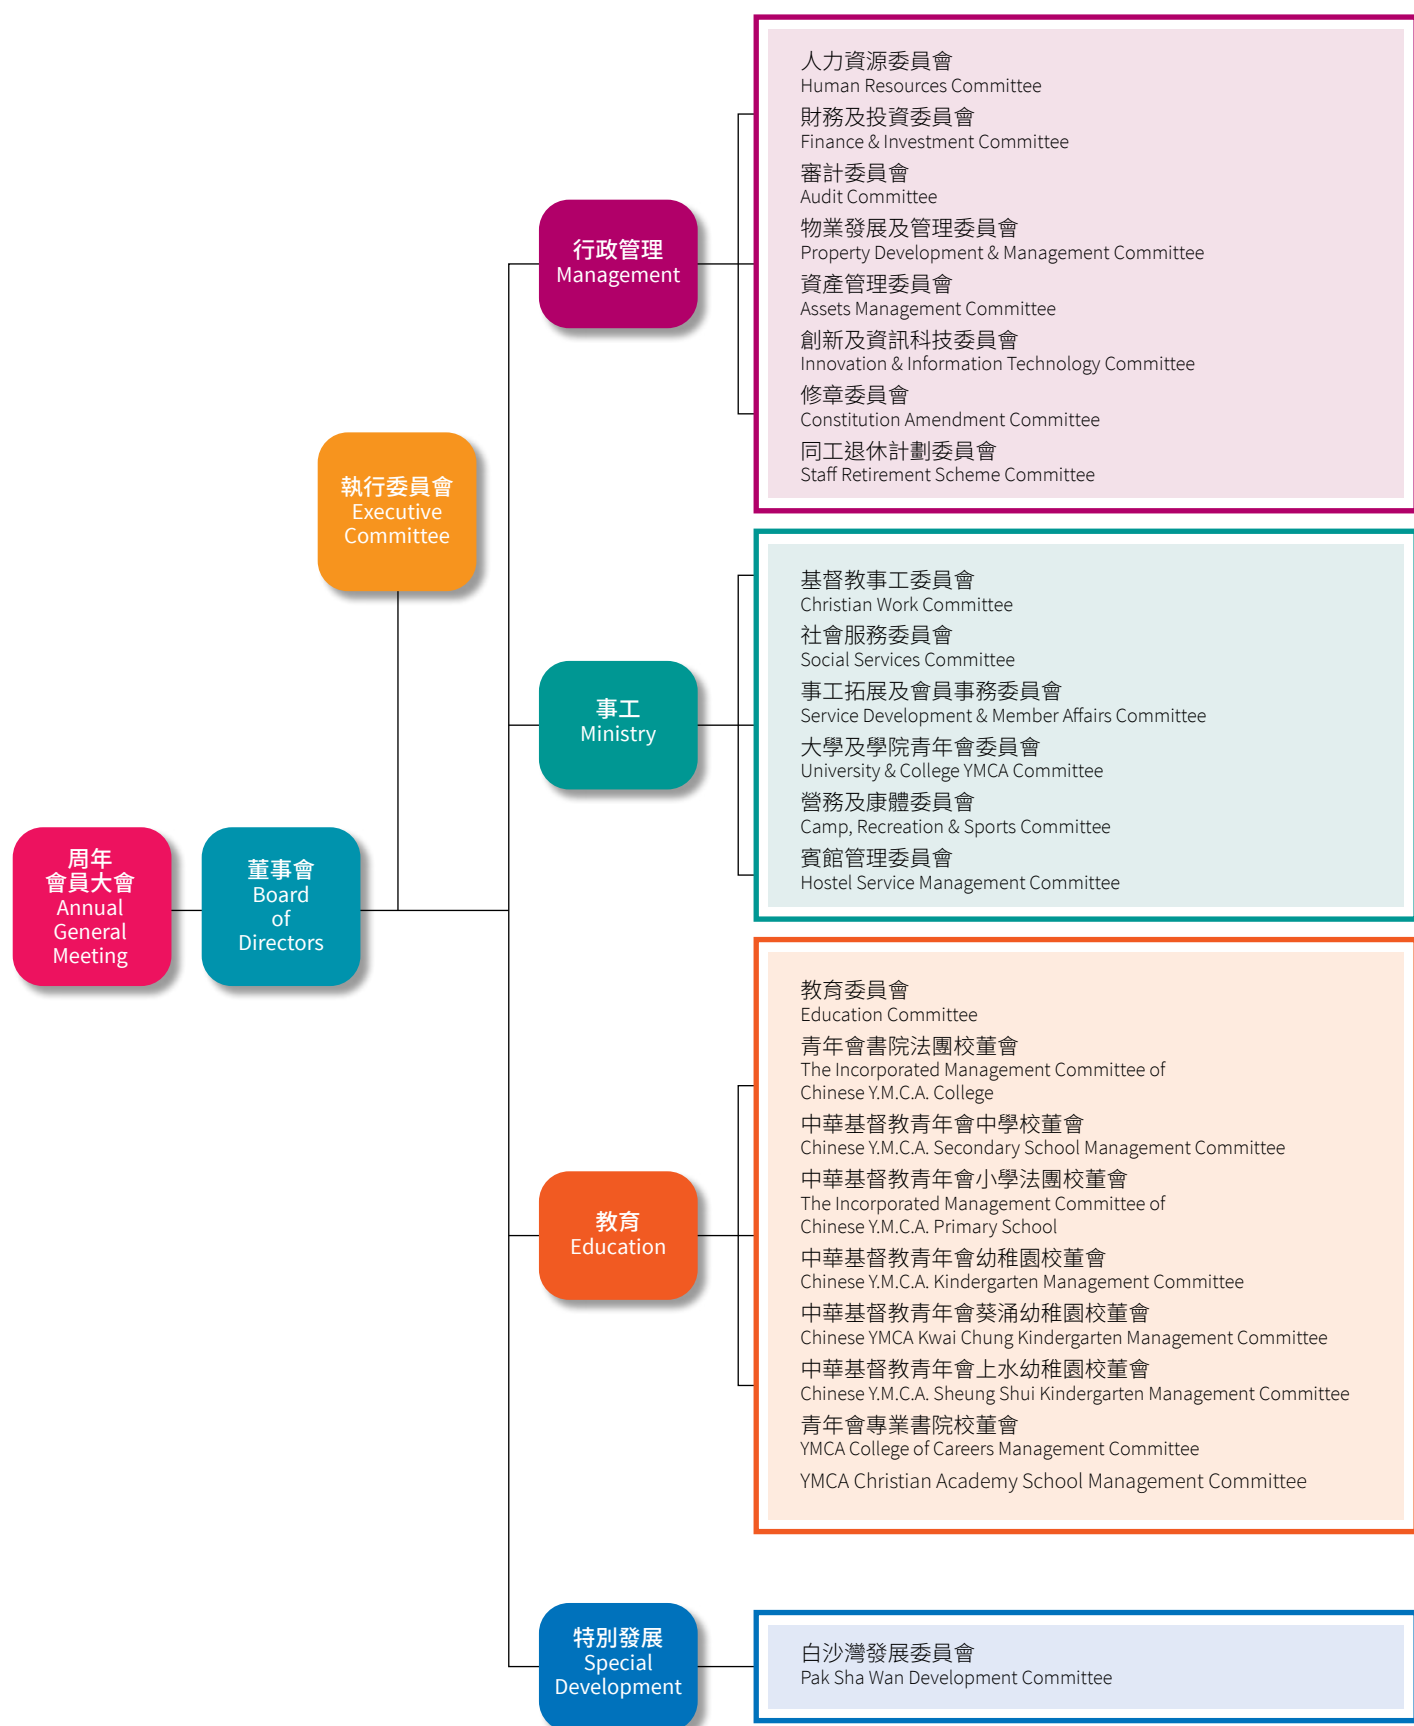 周年
會員大會
Annual
General
Meeting
董事會
Board
of
Directors
執行委員會
Executive
Committee
行政管理
Management
人力資源委員會
Human Resources Committee
財務及投資委員會
Finance & Investment Committee
審計委員會
Audit Committee
物業發展及管理委員會
Property Development & Management Committee
資產管理委員會
Assets Management Committee
創新及資訊科技委員會
Innovation & Information Technology Committee
修章委員會
Constitution Amendment Committee
同工退休計劃委員會
Staff Retirement Scheme Committee
事工
Ministry
基督教事工委員會
Christian Work Committee
社會服務委員會
Social Services Committee
事工拓展及會員事務委員會
Service Development & Member Affairs Committee
大學及學院青年會委員會
University & College YMCA Committee
營務及康體委員會
Camp, Recreation & Sports Committee
賓館管理委員會
Hostel Service Management Committee
教育
Education
教育委員會
Education Committee
青年會書院法團校董會
The Incorporated Management Committee of
Chinese Y.M.C.A. College
中華基督教青年會中學校董會
Chinese Y.M.C.A. Secondary School Management Committee
中華基督教青年會小學法團校董會
The Incorporated Management Committee of
Chinese Y.M.C.A. Primary School
中華基督教青年會幼稚園校董會
Chinese Y.M.C.A. Kindergarten Management Committee
中華基督教青年會葵涌幼稚園校董會
Chinese YMCA Kwai Chung Kindergarten Management Committee
中華基督教青年會上水幼稚園校董會
Chinese Y.M.C.A. Sheung Shui Kindergarten Management Committee
青年會專業書院校董會
YMCA College of Careers Management Committee
YMCA Christian Academy School Management Committee
特別發展
Special
Development
白沙灣發展委員會
Pak Sha Wan Development Committee